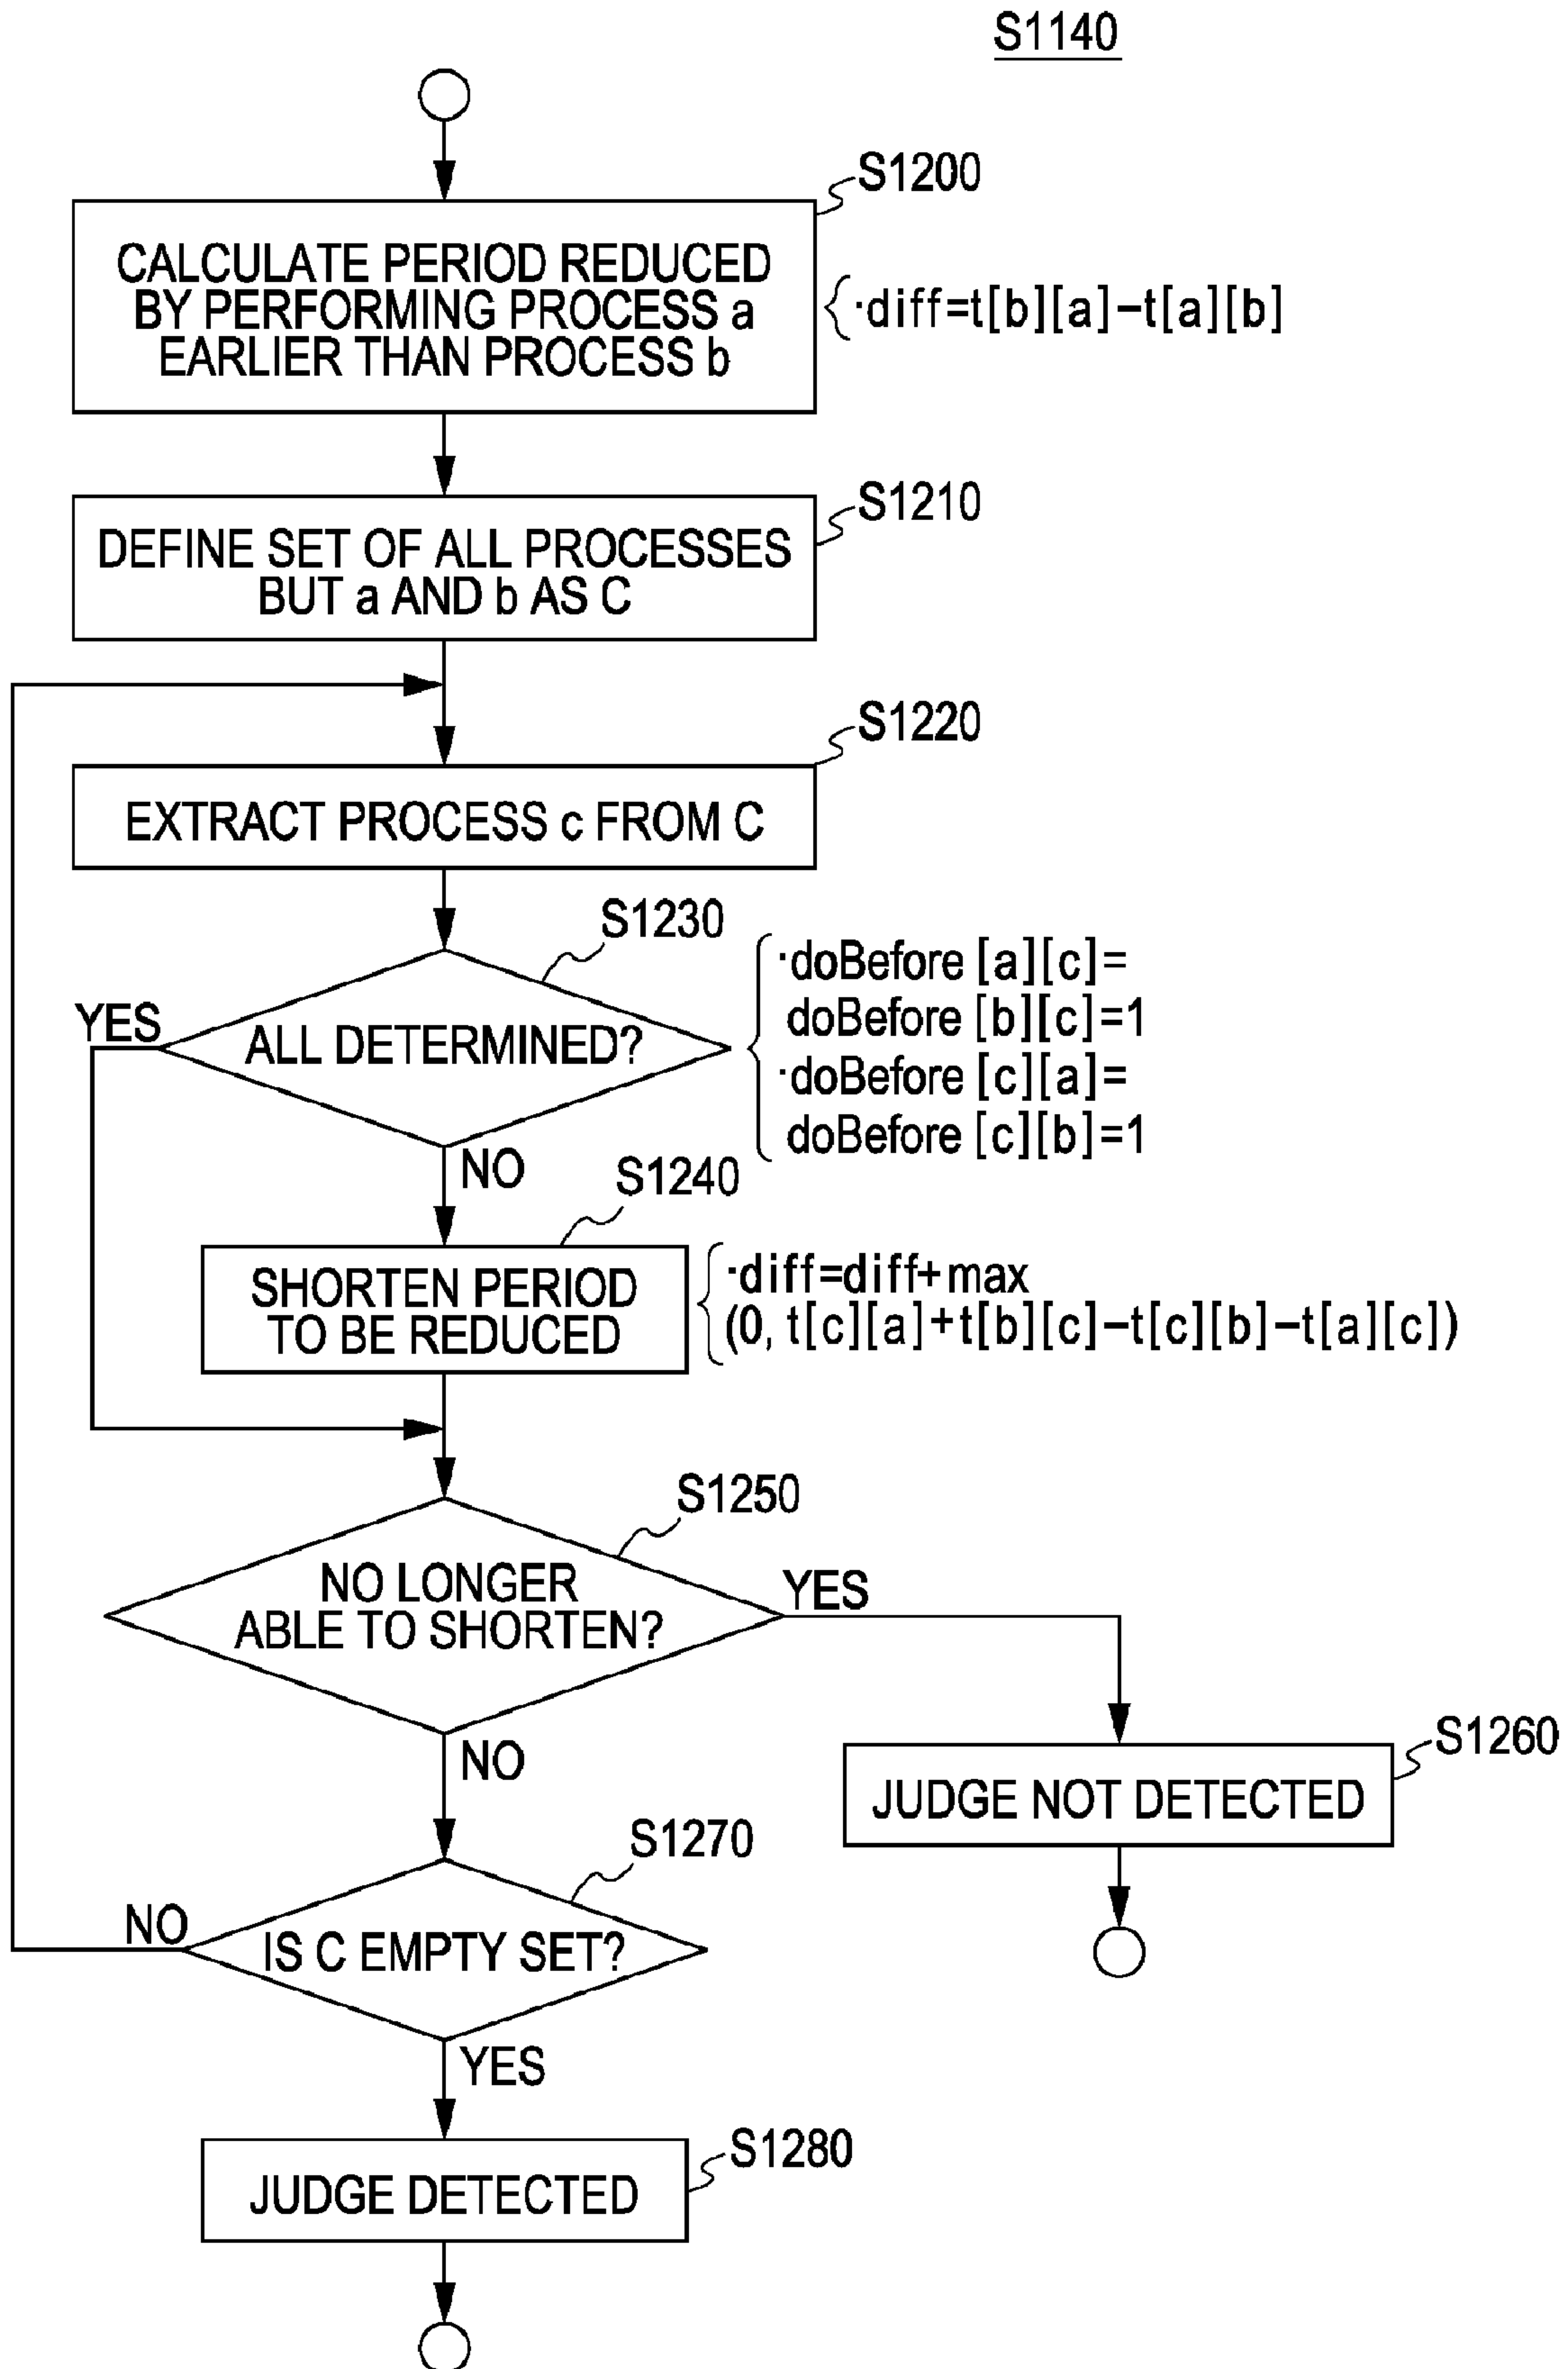 S1140
S1200
CALCULATE PERIOD REDUCED
BY PERFORMING PROCESS a
EARLIER THAN PROCESS b
·diff=t[b][a]−t[a][b]
S1210
DEFINE SET OF ALL PROCESSES
BUT a AND b AS C
S1220
EXTRACT PROCESS c FROM C
S1230
YES
ALL DETERMINED?
·doBefore [a][c]=
doBefore [b][c]=1
·doBefore [c][a]=
doBefore [c][b]=1
NO
S1240
SHORTEN PERIOD
TO BE REDUCED
·diff=diff+max
(0, t[c][a]+t[b][c]−t[c][b]−t[a][c])
S1250
NO LONGER
ABLE TO SHORTEN?
YES
NO
S1260
JUDGE NOT DETECTED
S1270
NO
IS C EMPTY SET?
YES
S1280
JUDGE DETECTED